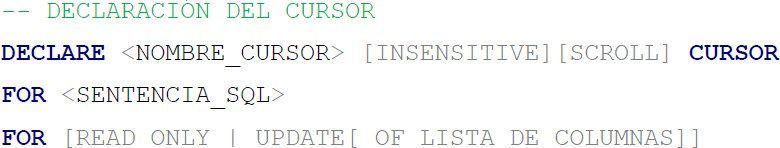 -- DECLARACIÓN DEL CURSOR
DECLARE <NOMBRE_CURSOR> [INSENSITIVE][SCROLL] CURSOR
FOR <SENTENCIA_SQL>
FOR [READ ONLY | UPDATE[ OF LISTA DE COLUMNAS]]